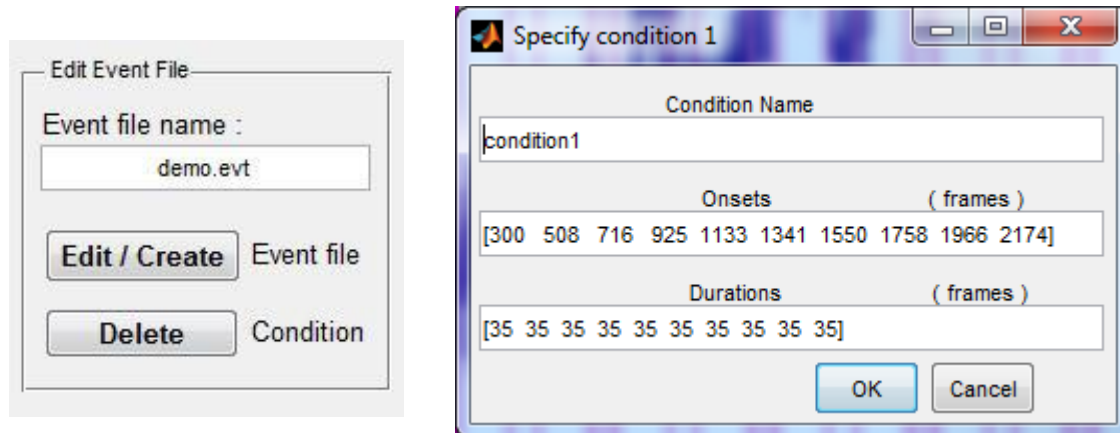 Edit Event File
Event file name :
demo.evt
Edit / Create Event file
Delete Condition
Specify condition 1
Condition Name
condition1
Onsets ( frames )
[300 508 716 925 1133 1341 1550 1758 1966 2174]
Durations ( frames )
[35 35 35 35 35 35 35 35 35 35]
OK Cancel